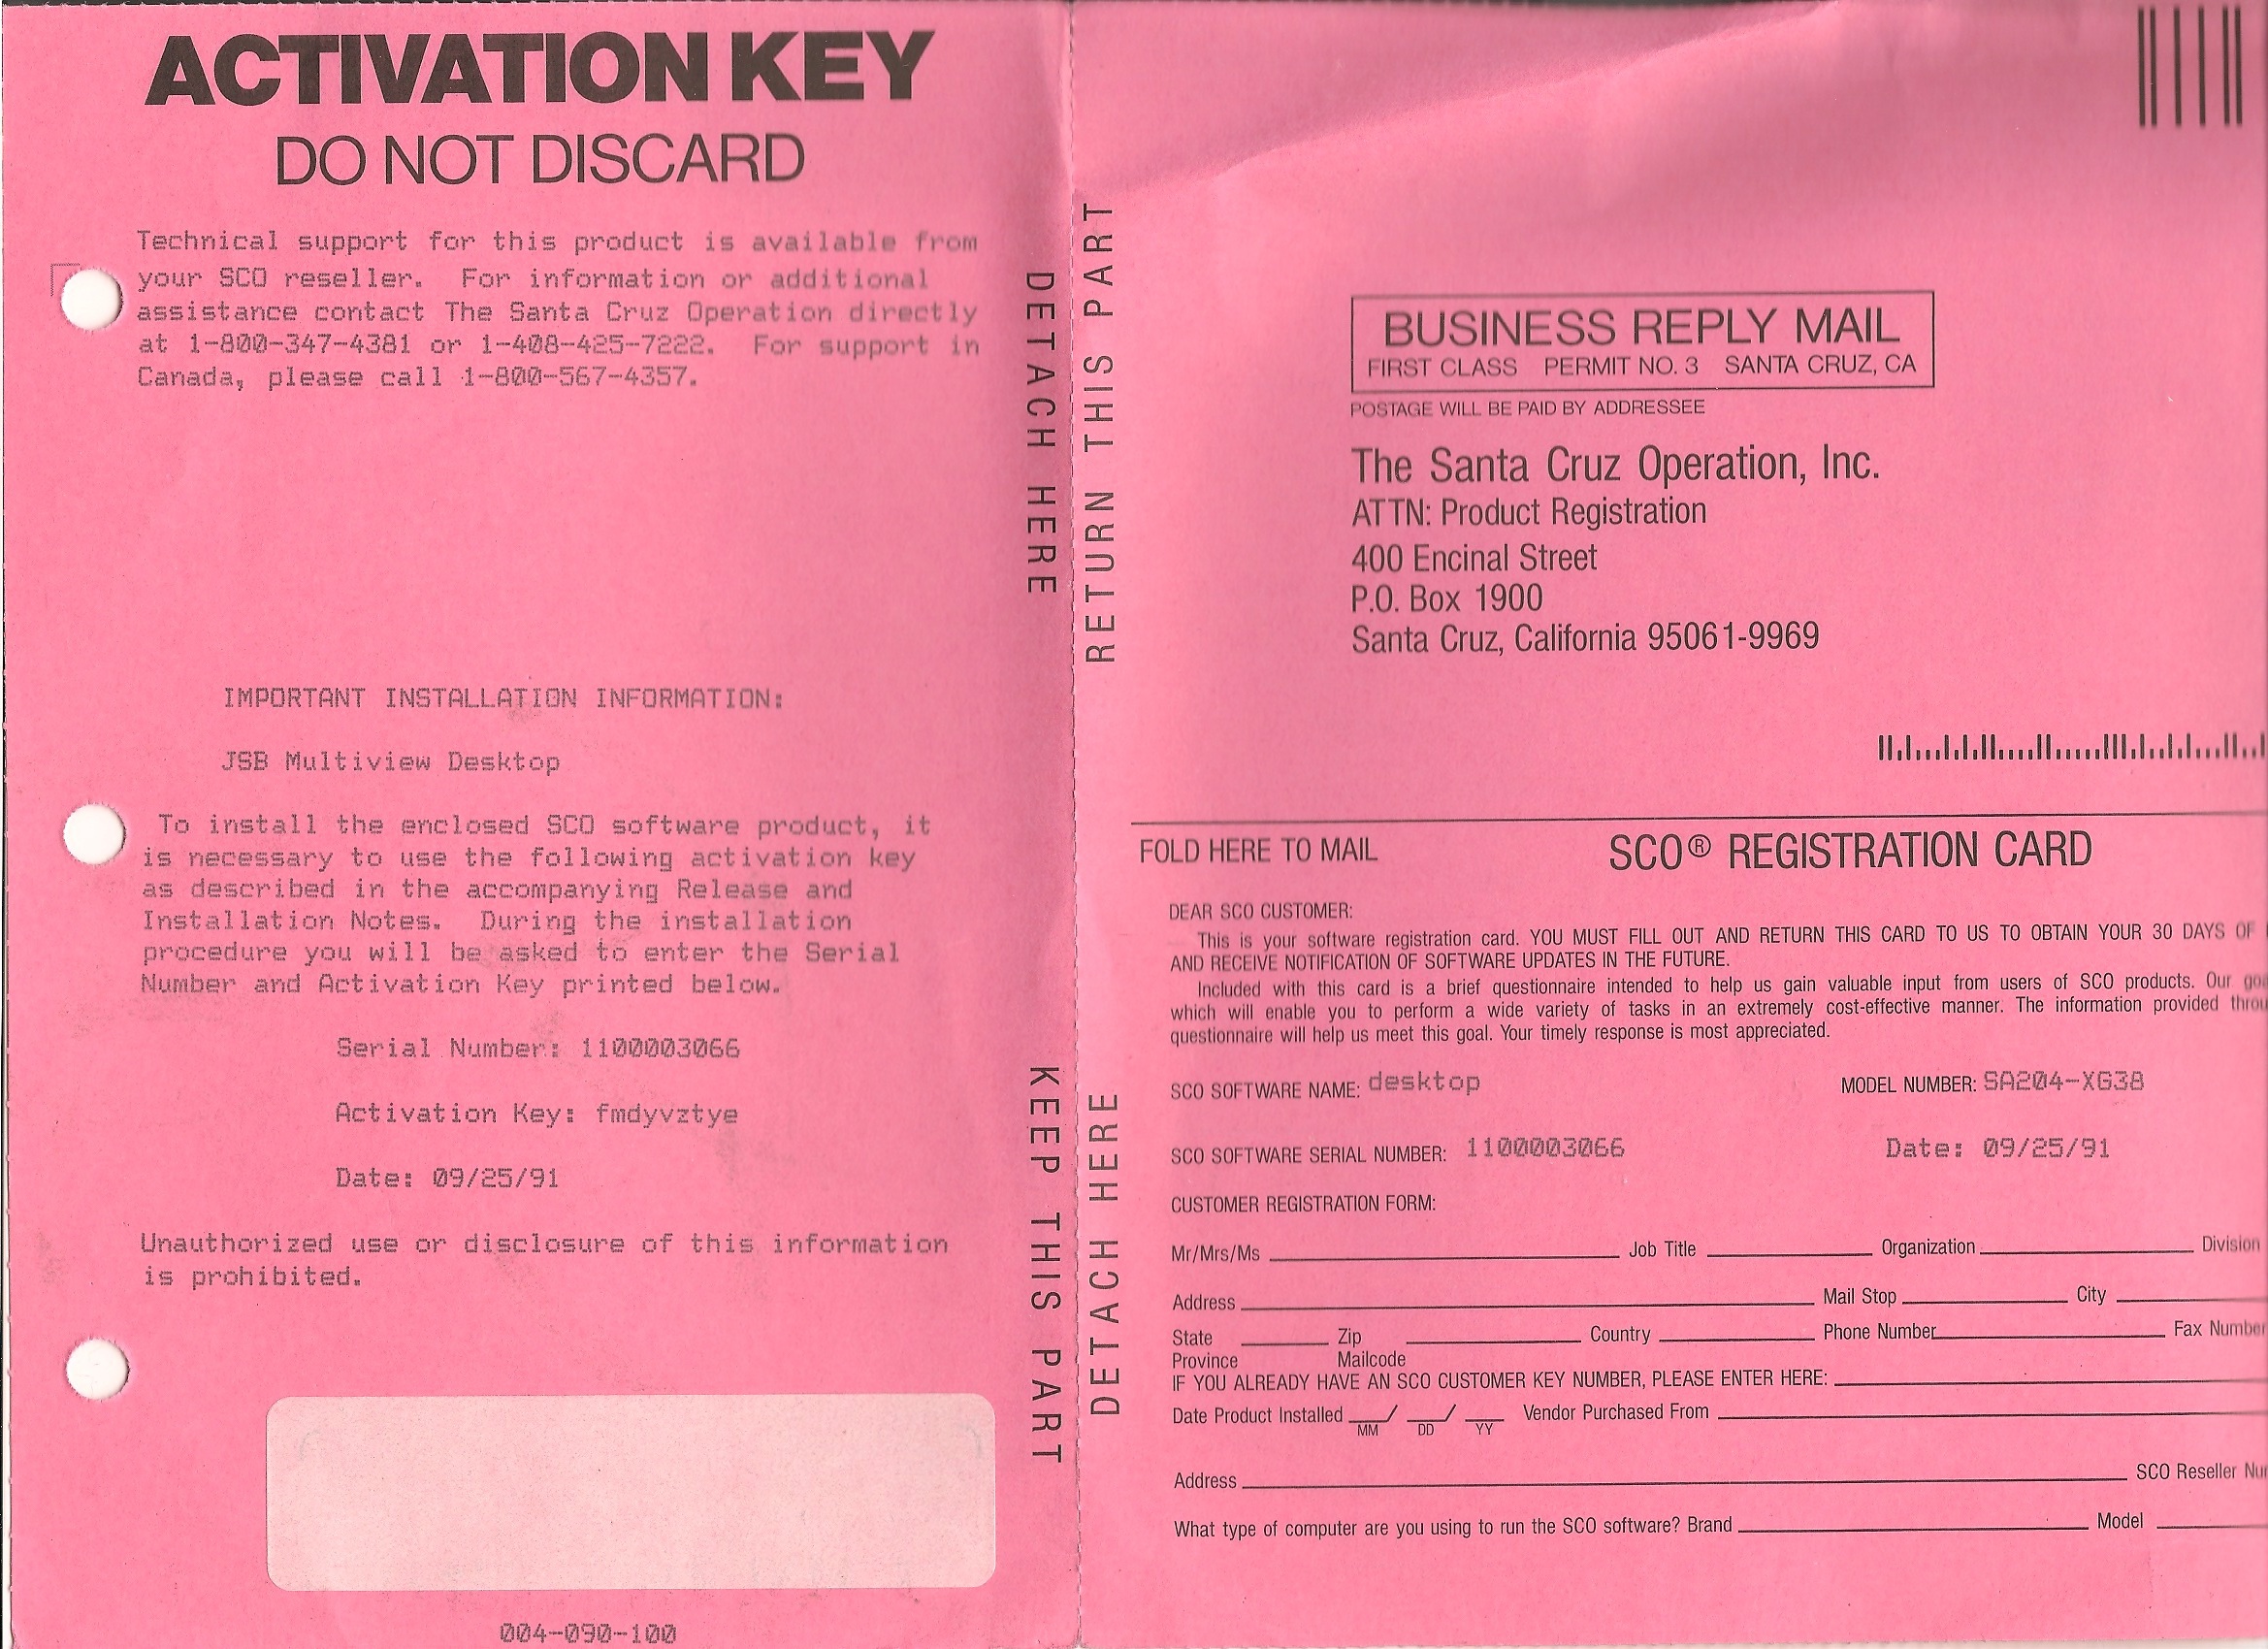 ACTIVATION KEY
DO NOT DISCARD
Technical support for this product is available from
your SCO reseller.  For information or additional
assistance contact The Santa Cruz Operation directly
at 1-800-347-4381 or 1-408-425-7222.  For support in
Canada, please call 1-800-567-4357.
IMPORTANT INSTALLATION INFORMATION:
JSB Multiview Desktop
To install the enclosed SCO software product, it
is necessary to use the following activation key
as described in the accompanying Release and
Installation Notes.  During the installation
procedure you will be asked to enter the Serial
Number and Activation Key printed below.
Serial Number: 1100003066
Activation Key: fmdyvztye
Date: 09/25/91
Unauthorized use or disclosure of this information
is prohibited.
004-090-100
DETACH HERE
KEEP THIS PART
RETURN THIS PART
DETACH HERE
BUSINESS REPLY MAIL
FIRST CLASS PERMIT NO. 3 SANTA CRUZ, CA
POSTAGE WILL BE PAID BY ADDRESSEE
The Santa Cruz Operation, Inc.
ATTN: Product Registration
400 Encinal Street
P.O. Box 1900
Santa Cruz, California 95061-9969
FOLD HERE TO MAIL
SCO® REGISTRATION CARD
DEAR SCO CUSTOMER:
This is your software registration card. YOU MUST FILL OUT AND RETURN THIS CARD TO US TO OBTAIN YOUR 30 DAYS OF
AND RECEIVE NOTIFICATION OF SOFTWARE UPDATES IN THE FUTURE.
Included with this card is a brief questionnaire intended to help us gain valuable input from users of SCO products. Our
which will enable you to perform a wide variety of tasks in an extremely cost-effective manner. The information provided
questionnaire will help us meet this goal. Your timely response is most appreciated.
SCO SOFTWARE NAME: desktop MODEL NUMBER: SA204-XG38
SCO SOFTWARE SERIAL NUMBER: 1100003066 Date: 09/25/91
CUSTOMER REGISTRATION FORM:
Mr/Mrs/Ms Job Title Organization Division
Address Mail Stop City
State Zip Country Phone Number Fax Number
Province Mailcode
IF YOU ALREADY HAVE AN SCO CUSTOMER KEY NUMBER, PLEASE ENTER HERE:
Date Product Installed / / Vendor Purchased From
MM DD YY
Address SCO Reseller
What type of computer are you using to run the SCO software? Brand Model